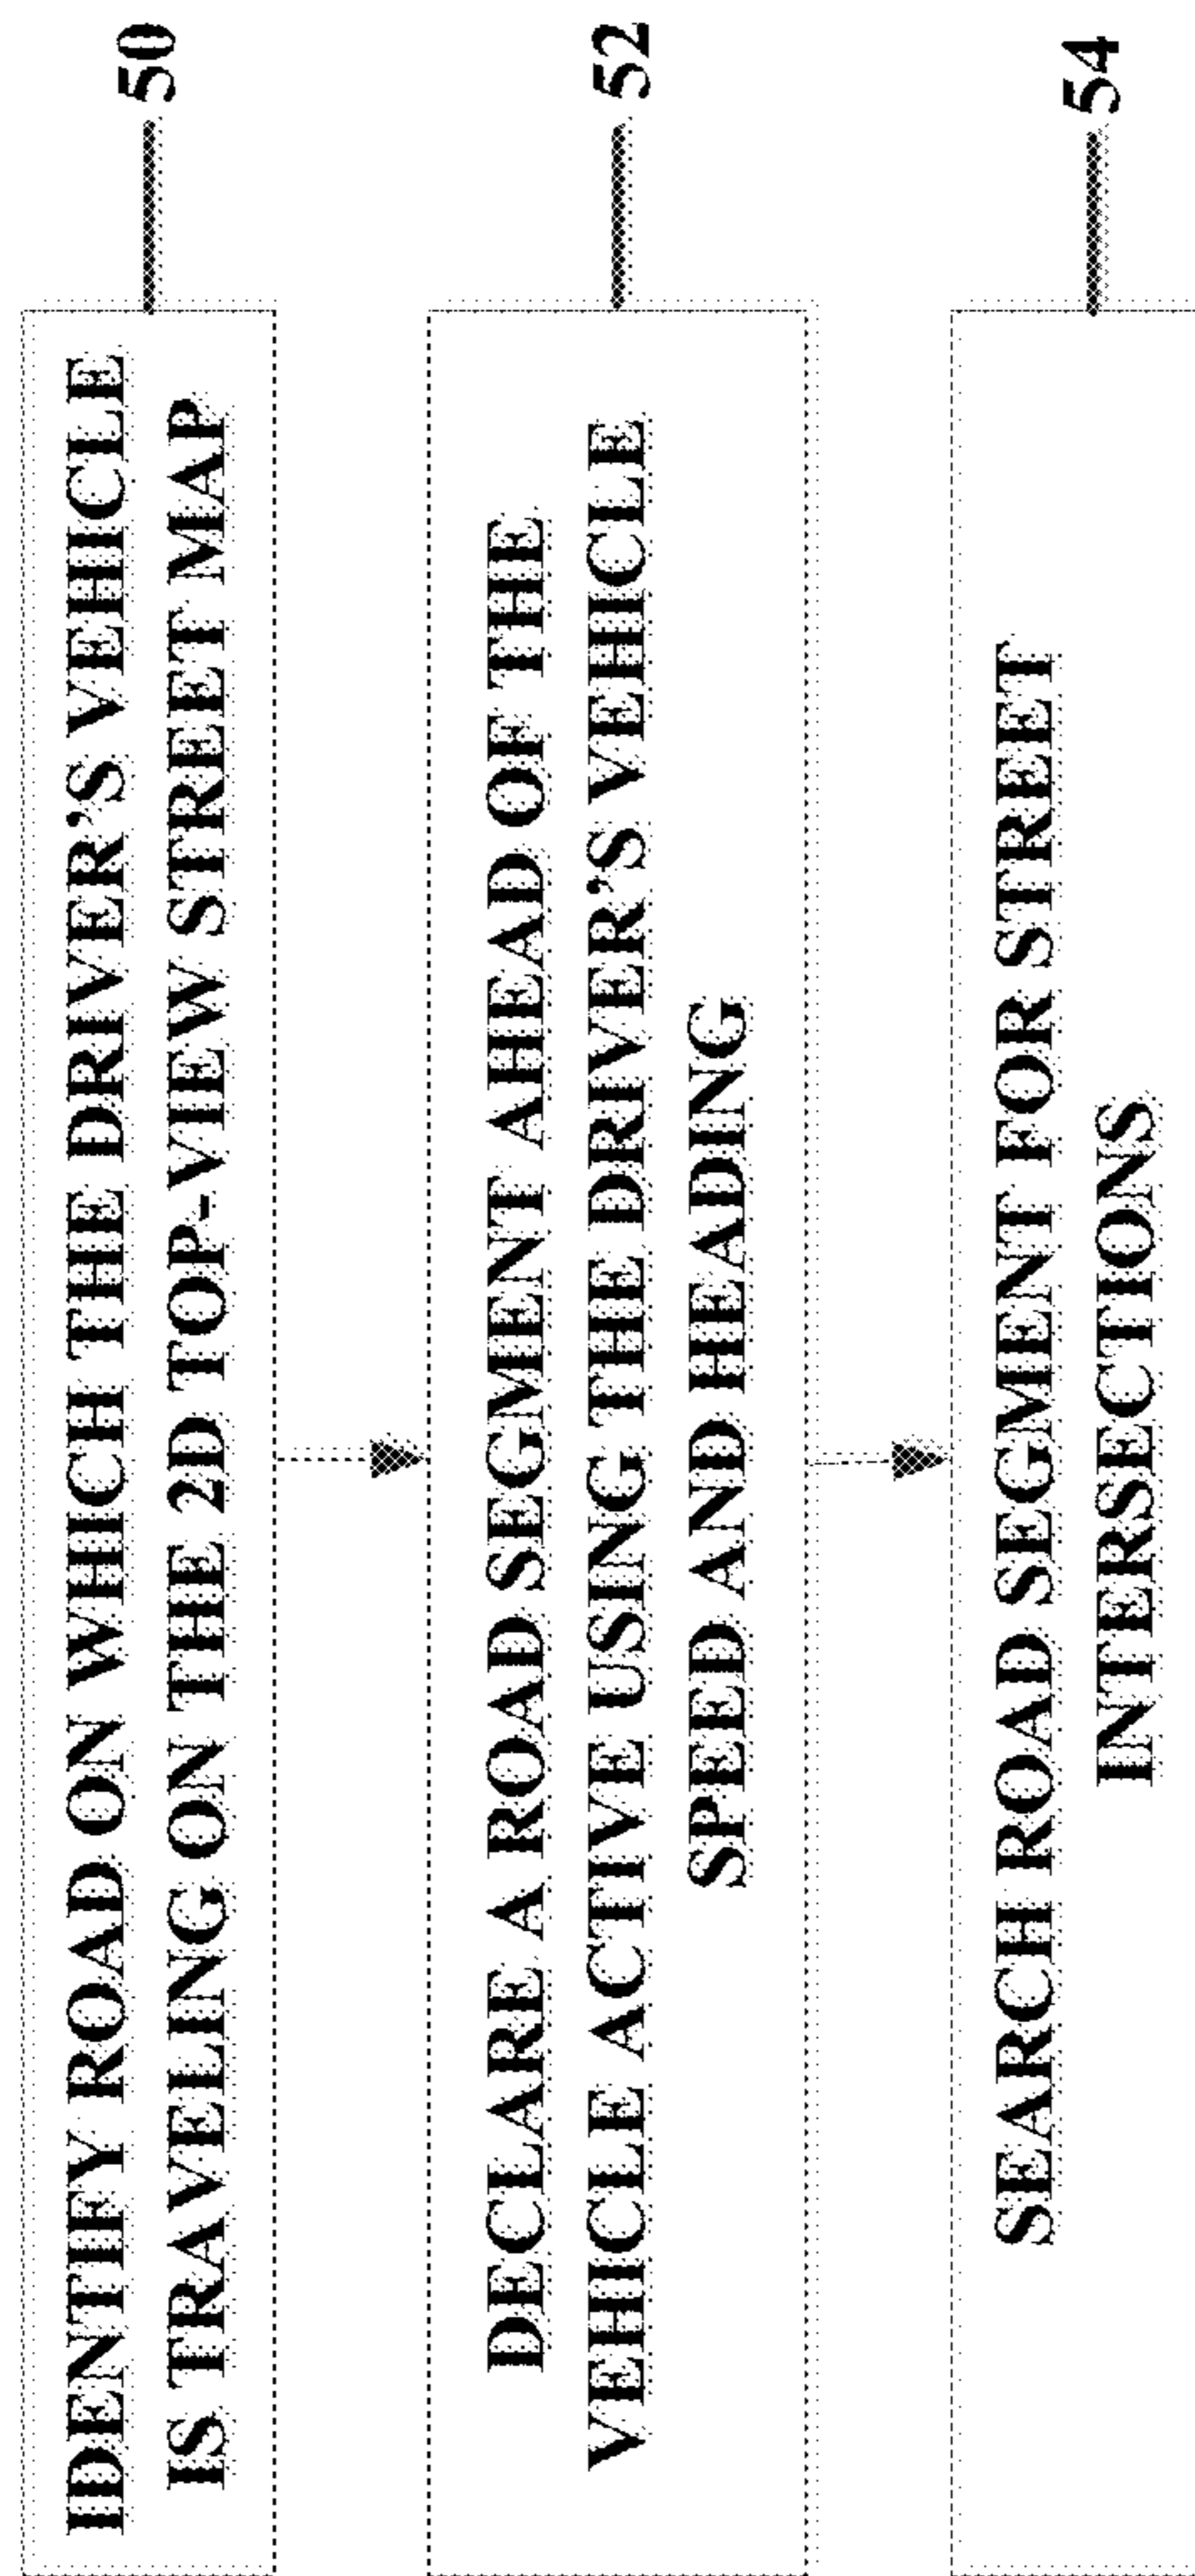 IDENTIFY ROAD ON WHICH THE DRIVER'S VEHICLE
IS TRAVELING ON THE 2D TOP-VIEW STREET MAP
50
DECLARE A ROAD SEGMENT AHEAD OF THE
VEHICLE ACTIVE USING THE DRIVER'S VEHICLE
SPEED AND HEADING
52
SEARCH ROAD SEGMENT FOR STREET
INTERSECTIONS
54